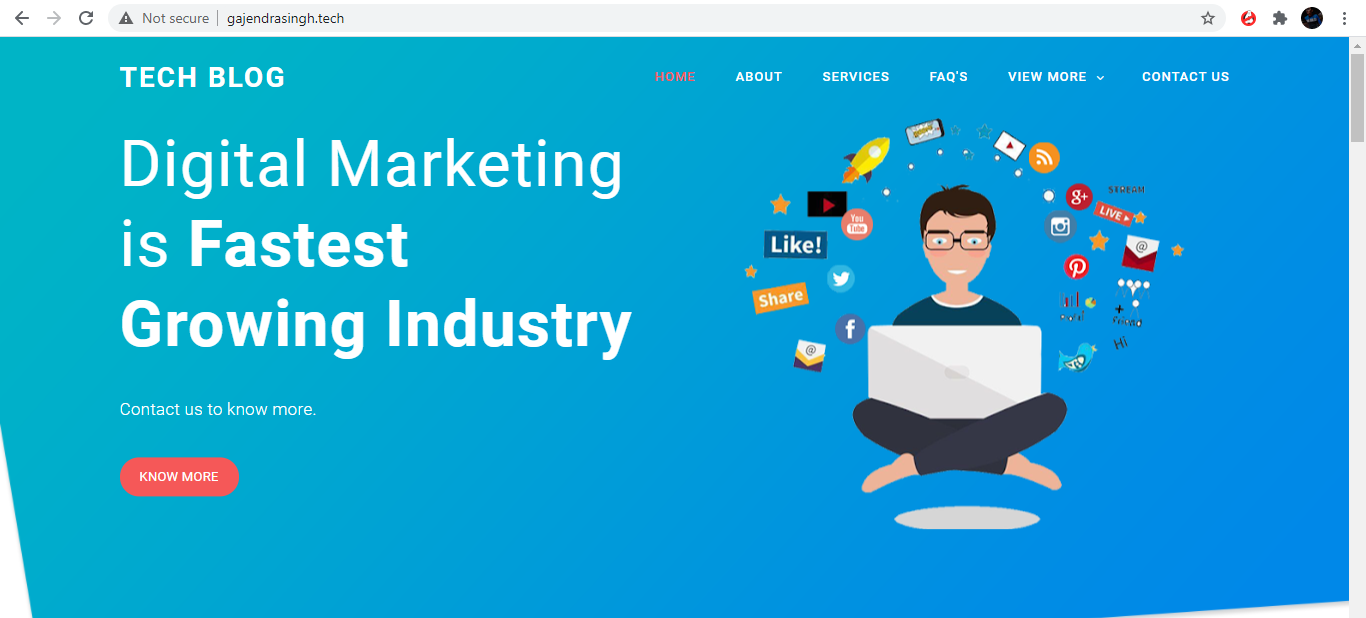 Not secure gajendrasingh.tech
TECH BLOG
HOME ABOUT SERVICES FAQ'S VIEW MORE CONTACT US
Digital Marketing
is Fastest
Growing Industry
Contact us to know more.
KNOW MORE
You
Tube
Like!
Share
f
@
g+
STREAM
LIVE
@
+
friend
Hi